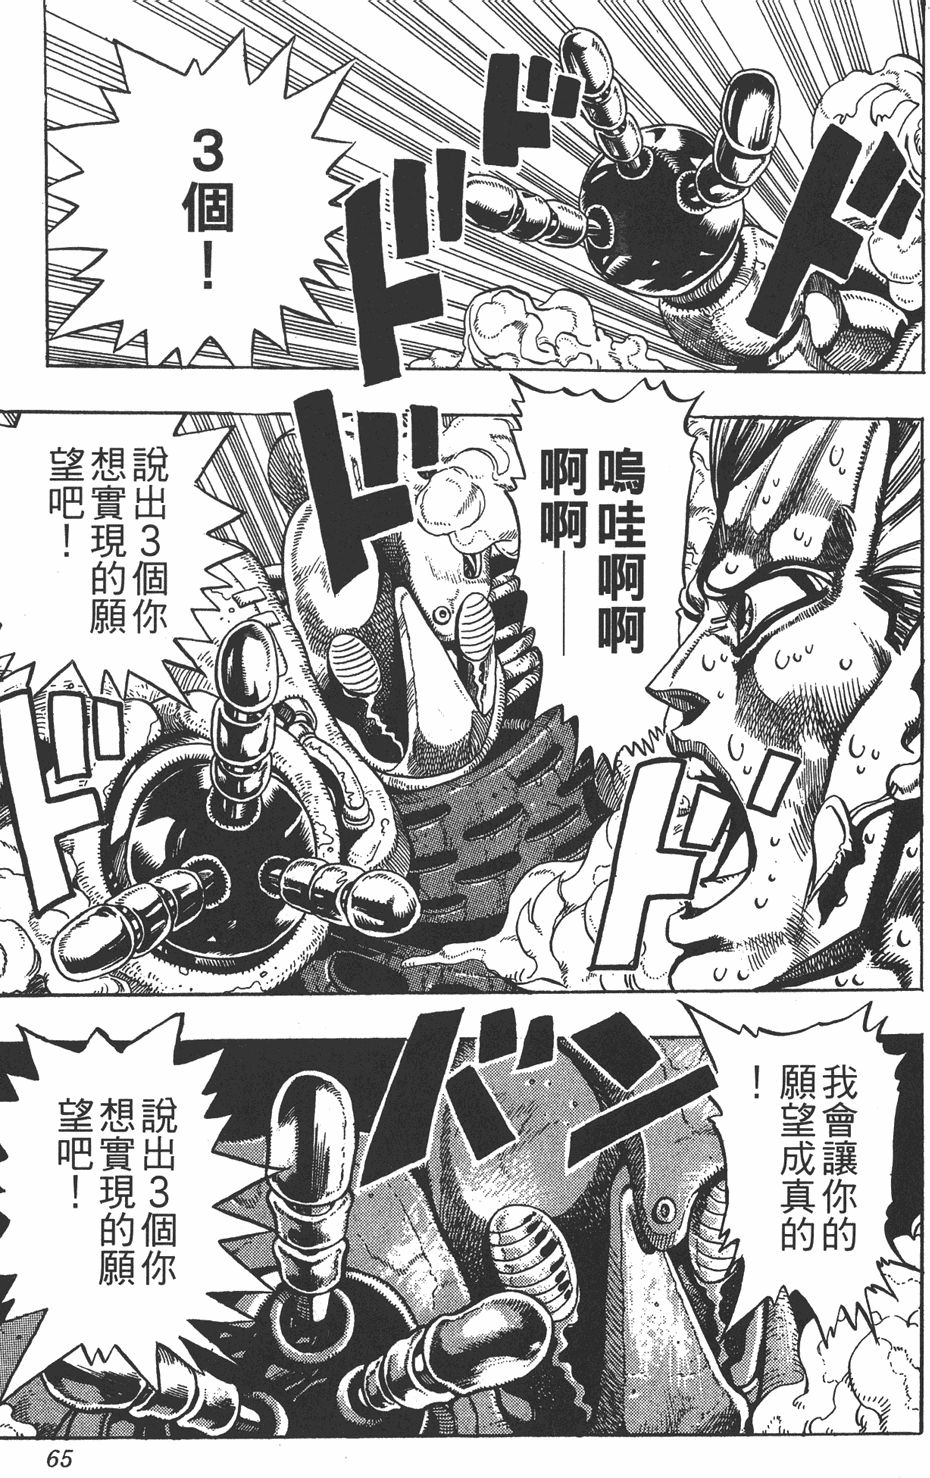 ドド
ドドド
3個！
嗚哇啊啊
啊啊──
ドド
說出3個你
想實現的願
望吧！
ドド
我會讓你的
願望成真的
！
バン
說出3個你
想實現的願
望吧！
65